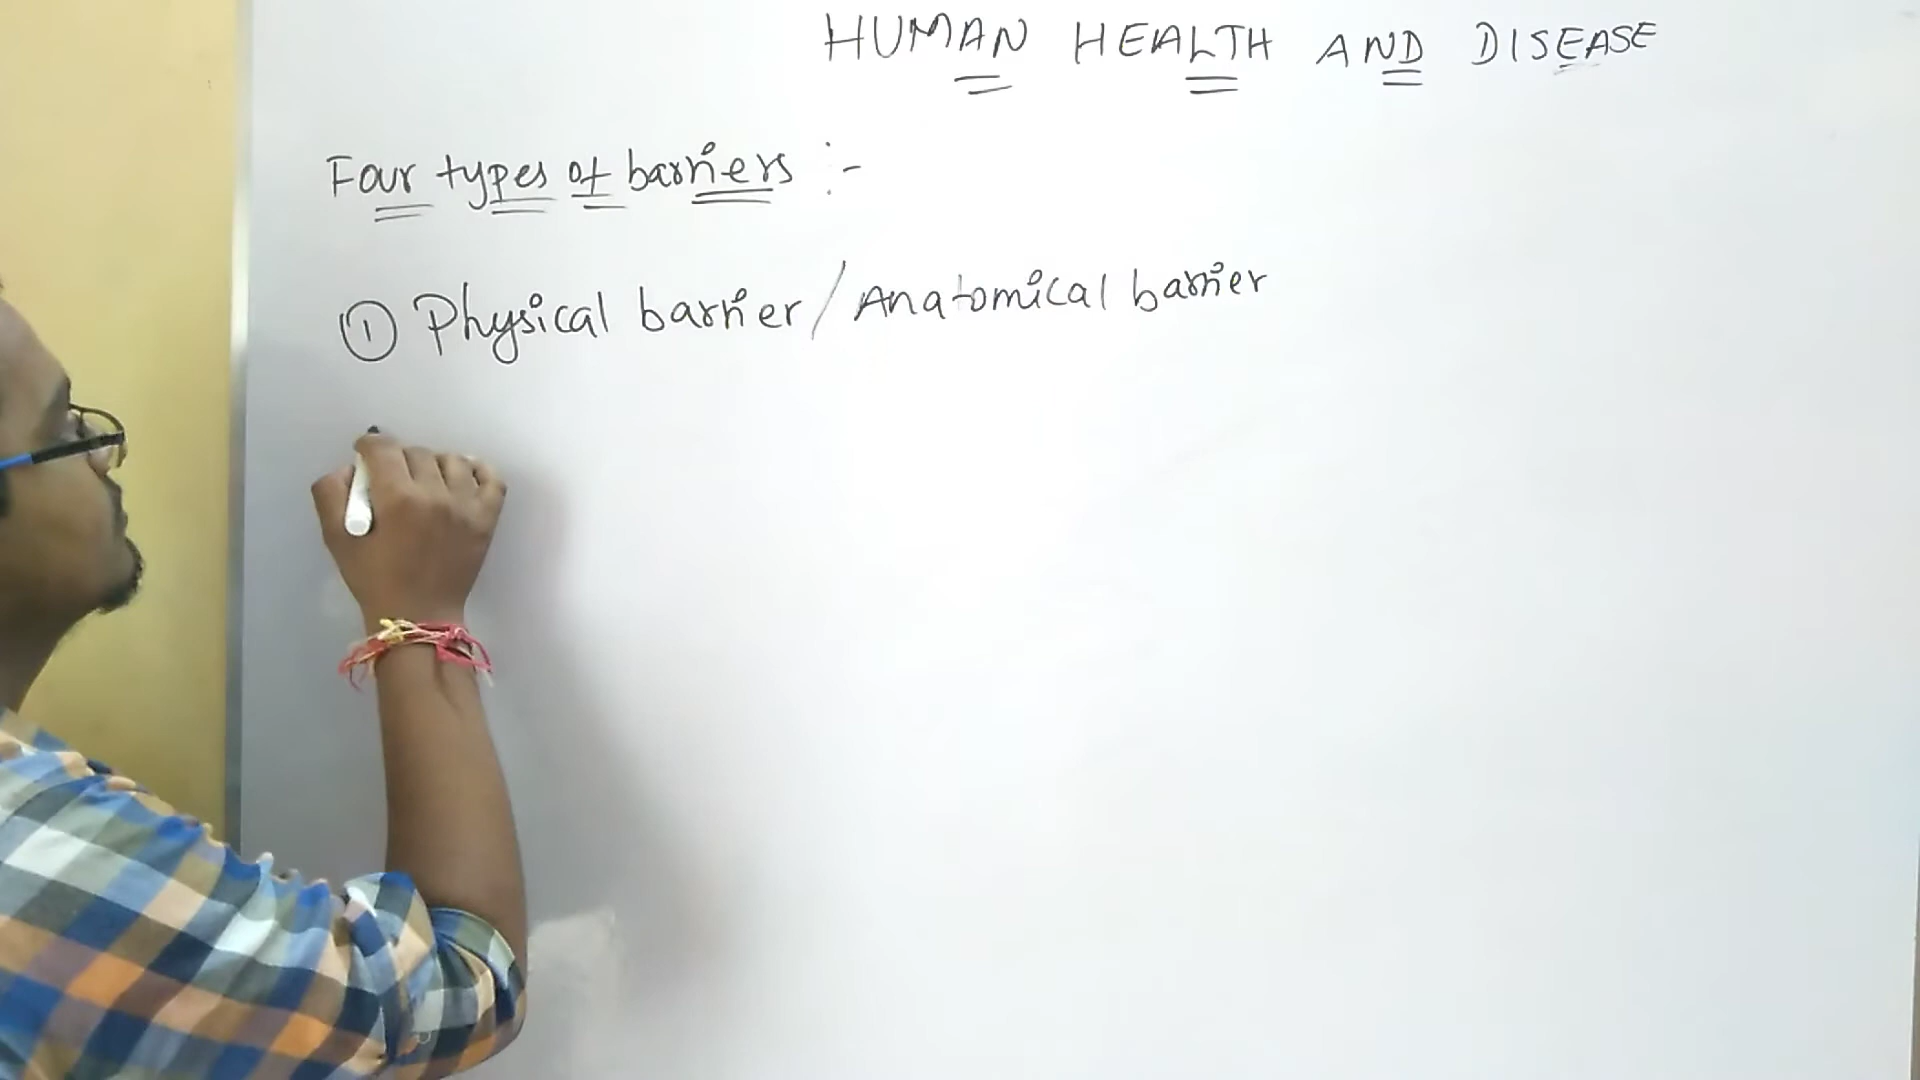 HUMAN HEALTH AND DISEASE
Four types of barriers :-
① Physical barrier / Anatomical barrier